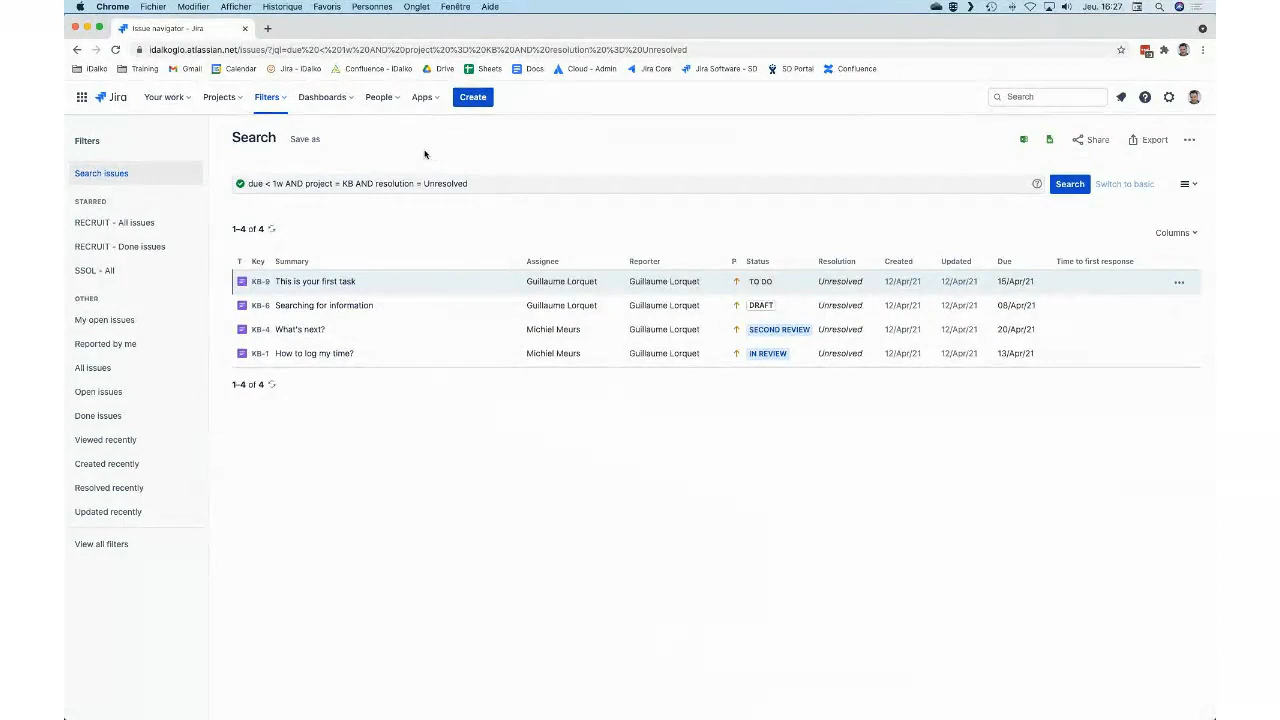 Chrome Fichier Modifier Afficher Historique Favoris Personnes Onglet Fenêtre Aide Jeu. 16:27
Issue navigator - Jira
idalkoglo.atlassian.net/issues/?jql=due%20<%201w%20AND%20project%20%3D%20KB%20AND%20resolution%20%3D%20Unresolved
iDalko Training Gmail Calendar Jira - iDalko Confluence - iDalko Drive Sheets Docs Cloud - Admin Jira Core Jira Software - SD SD Portal Confluence
Jira Your work Projects Filters Dashboards People Apps Create Search
Filters
Search issues
STARRED
RECRUIT - All issues
RECRUIT - Done issues
SSOL - All
OTHER
My open issues
Reported by me
All issues
Open issues
Done issues
Viewed recently
Created recently
Resolved recently
Updated recently
View all filters
Search Save as Share Export
due < 1w AND project = KB AND resolution = Unresolved Search Switch to basic
1–4 of 4
Columns
T Key Summary Assignee Reporter P Status Resolution Created Updated Due Time to first response
KB-9 This is your first task Guillaume Lorquet Guillaume Lorquet TO DO Unresolved 12/Apr/21 12/Apr/21 15/Apr/21
KB-6 Searching for information Guillaume Lorquet Guillaume Lorquet DRAFT Unresolved 12/Apr/21 12/Apr/21 08/Apr/21
KB-4 What's next? Michiel Meurs Guillaume Lorquet SECOND REVIEW Unresolved 12/Apr/21 12/Apr/21 20/Apr/21
KB-1 How to log my time? Michiel Meurs Guillaume Lorquet IN REVIEW Unresolved 12/Apr/21 12/Apr/21 13/Apr/21
1–4 of 4